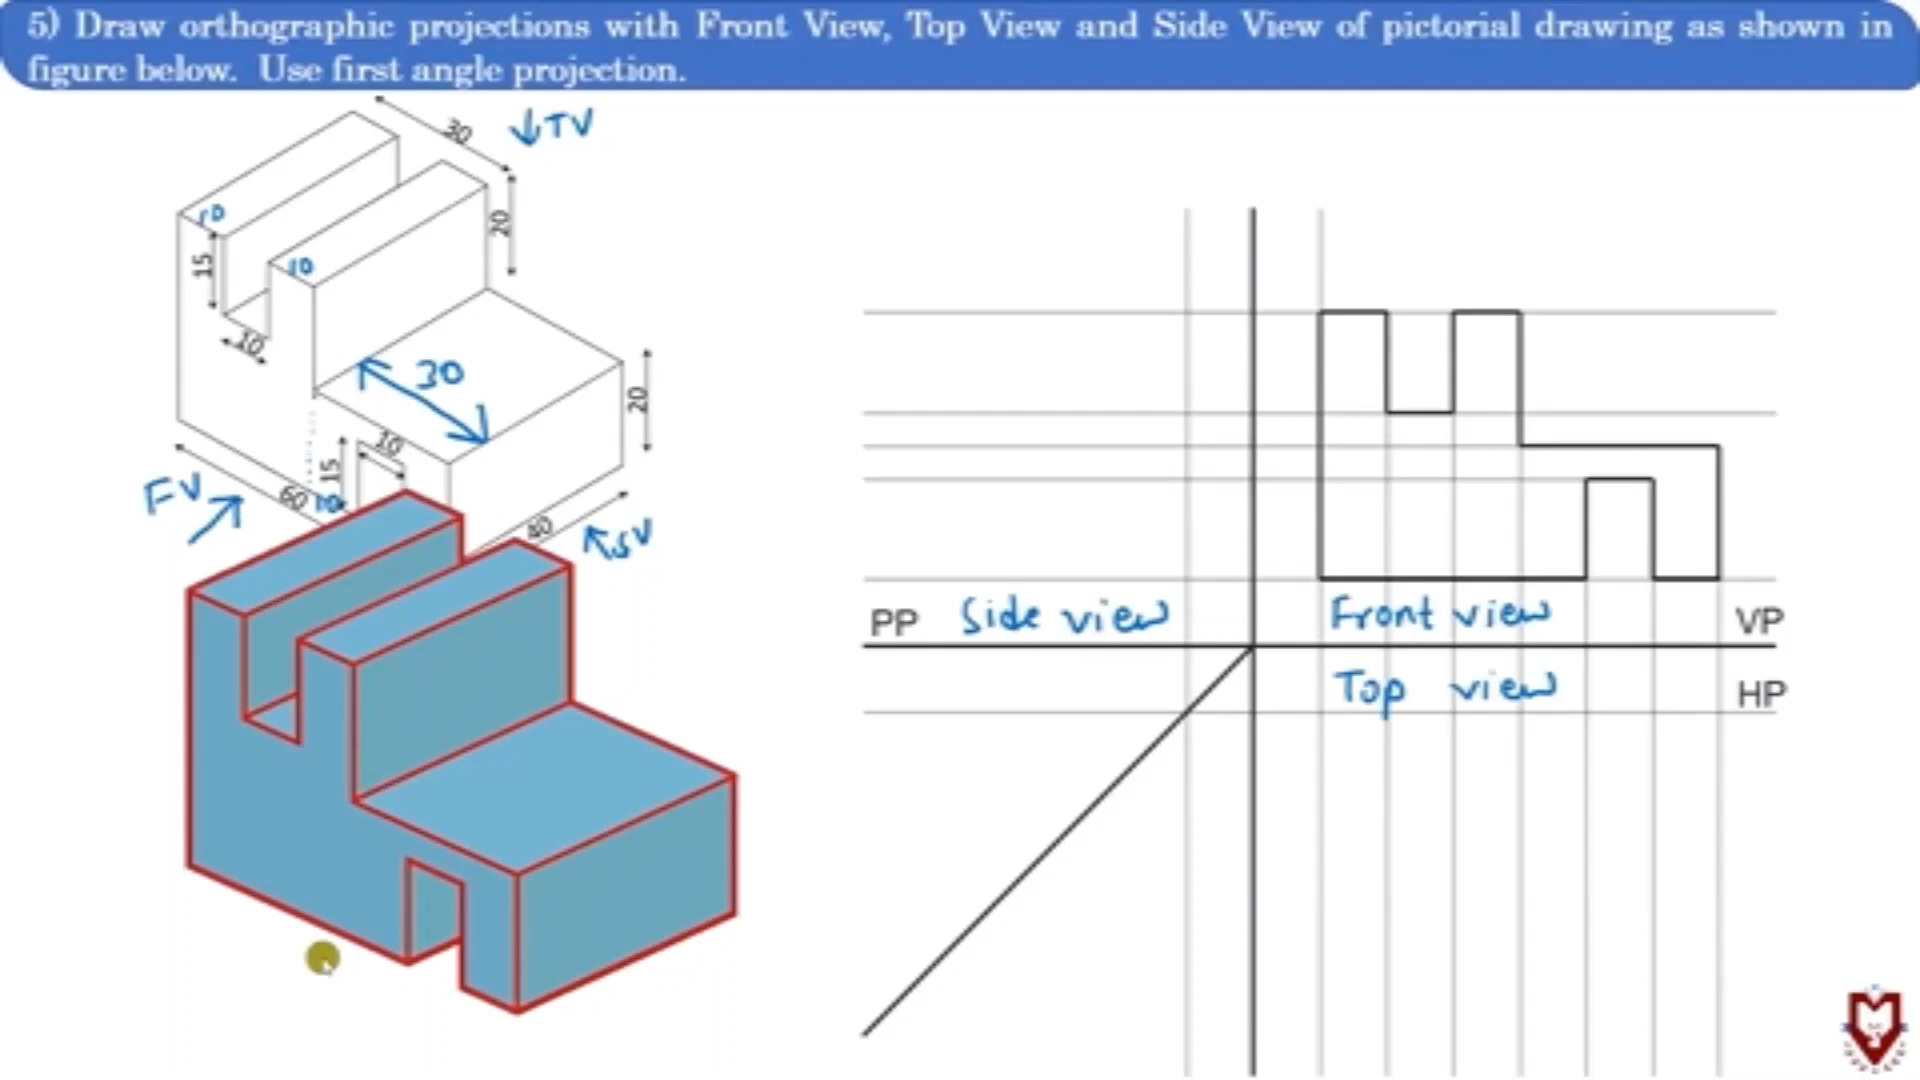 5) Draw orthographic projections with Front View, Top View and Side View of pictorial drawing as shown in
figure below. Use first angle projection.
30
↓TV
10
20
15
10
10
30
20
10
15
FV
60
10
40
SV
PP
Side view
Front view
VP
Top view
HP